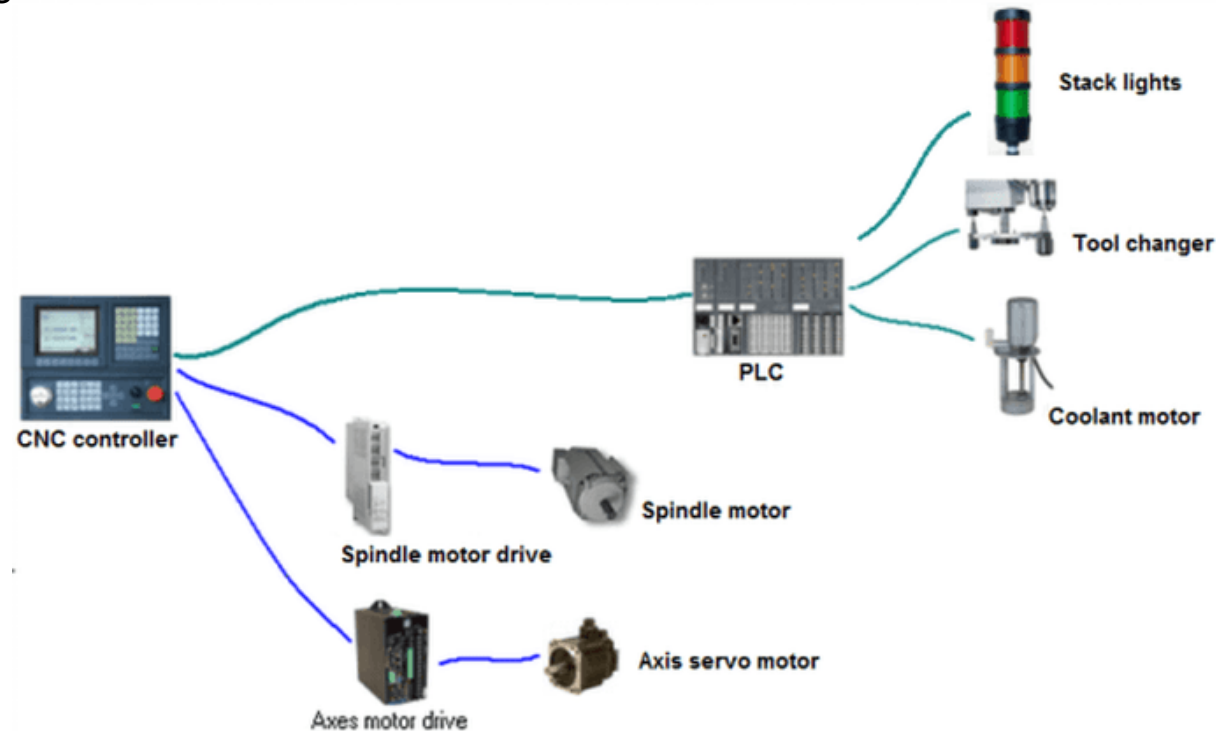 Stack lights
Tool changer
PLC
Coolant motor
CNC controller
Spindle motor
Spindle motor drive
Axis servo motor
Axes motor drive